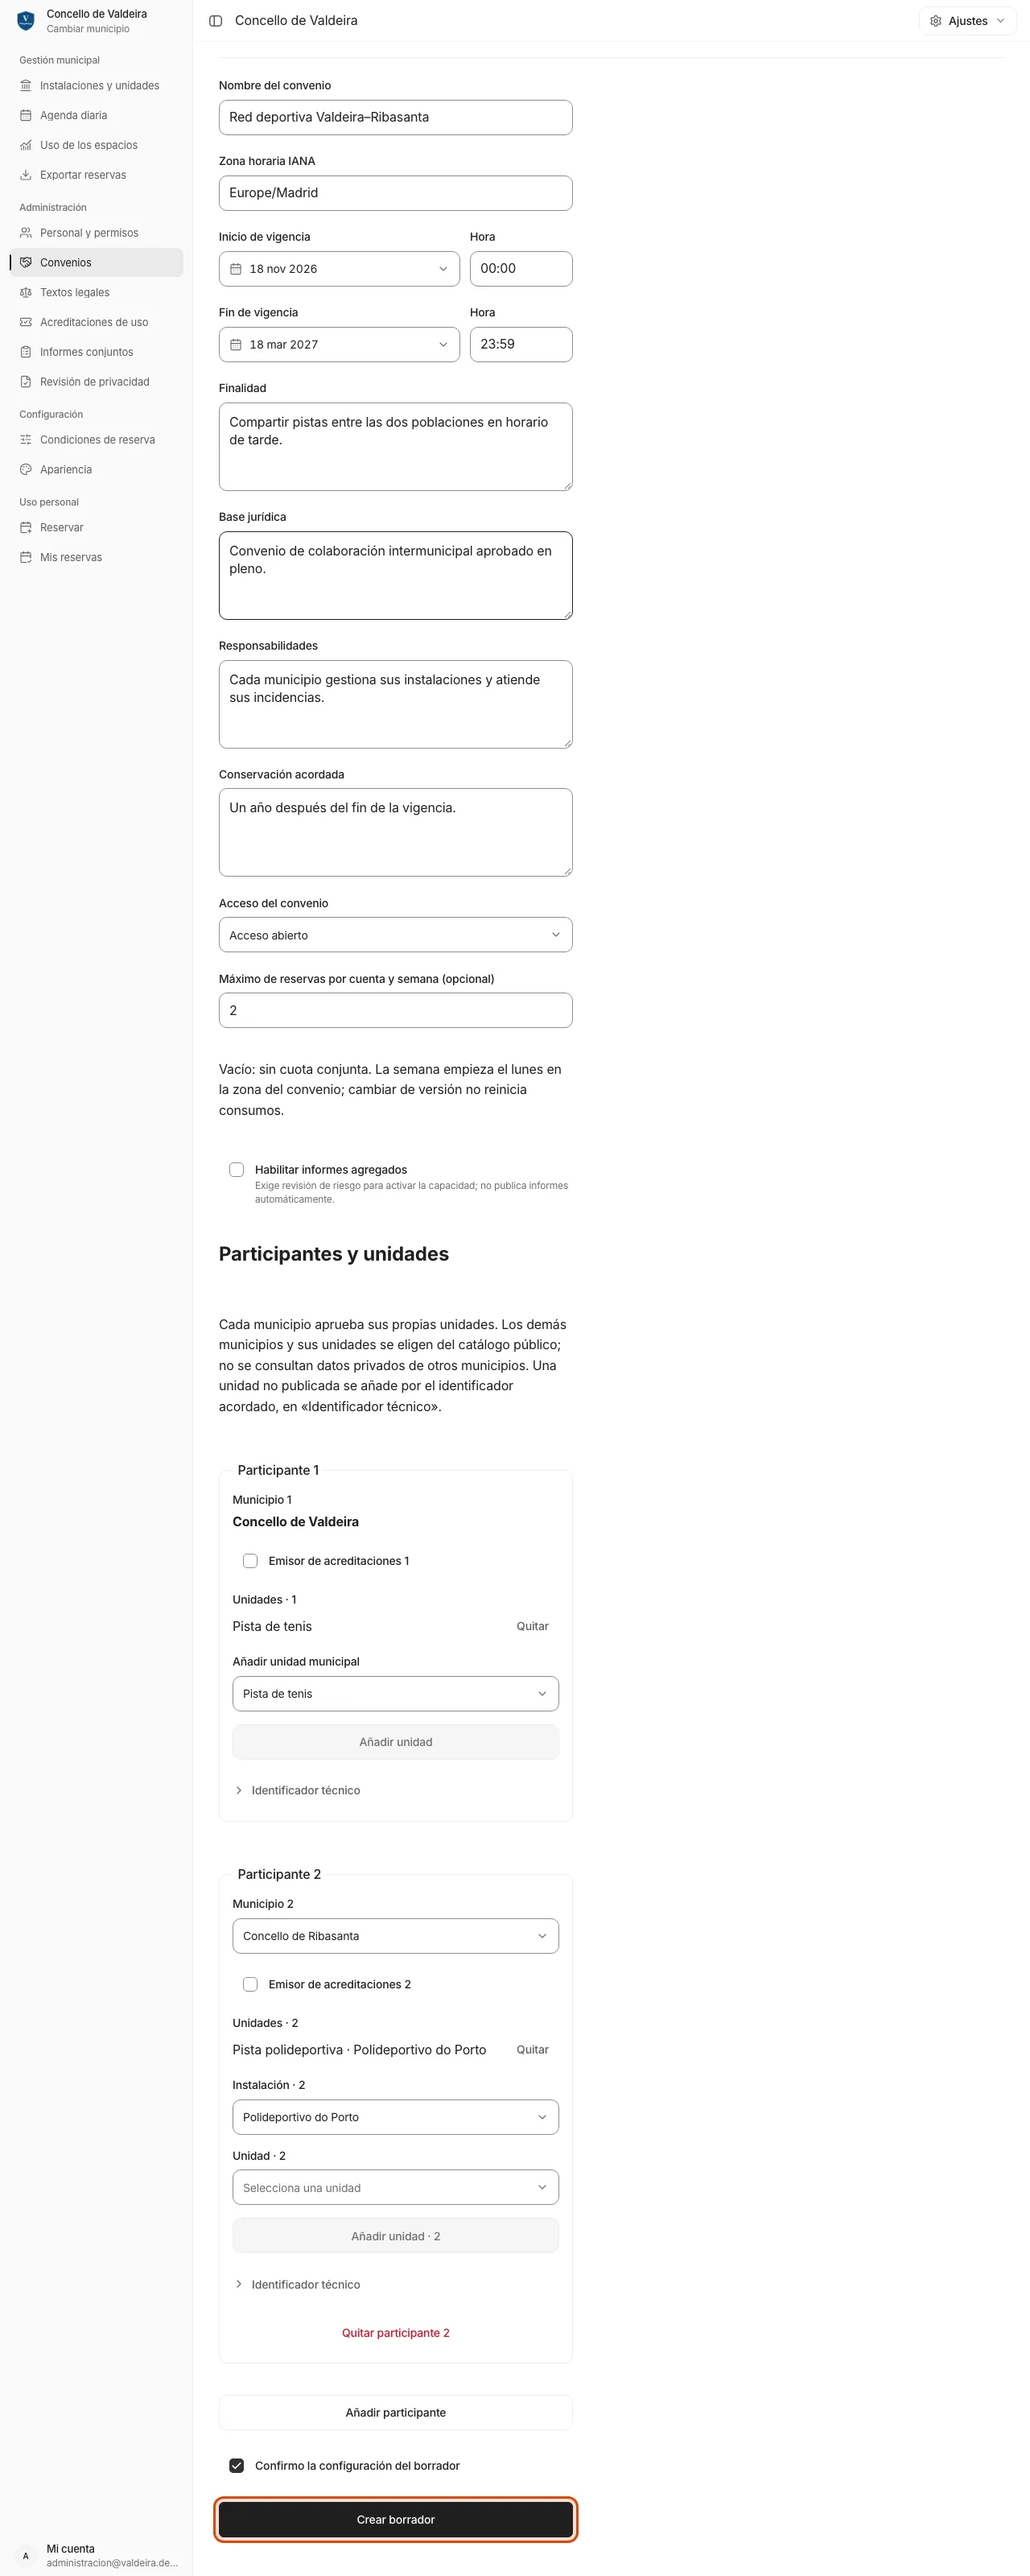 Concello de Valdeira
Cambiar municipio
Gestión municipal
Instalaciones y unidades
Agenda diaria
Uso de los espacios
Exportar reservas
Administración
Personal y permisos
Convenios
Textos legales
Acreditaciones de uso
Informes conjuntos
Revisión de privacidad
Configuración
Condiciones de reserva
Apariencia
Uso personal
Reservar
Mis reservas
A
Mi cuenta
administracion@valdeira.de...
Concello de Valdeira
Ajustes
Nombre del convenio
Red deportiva Valdeira–Ribasanta
Zona horaria IANA
Europe/Madrid
Inicio de vigencia
Hora
18 nov 2026
00:00
Fin de vigencia
Hora
18 mar 2027
23:59
Finalidad
Compartir pistas entre las dos poblaciones en horario
de tarde.
Base jurídica
Convenio de colaboración intermunicipal aprobado en
pleno.
Responsabilidades
Cada municipio gestiona sus instalaciones y atiende
sus incidencias.
Conservación acordada
Un año después del fin de la vigencia.
Acceso del convenio
Acceso abierto
Máximo de reservas por cuenta y semana (opcional)
2
Vacío: sin cuota conjunta. La semana empieza el lunes en
la zona del convenio; cambiar de versión no reinicia
consumos.
Habilitar informes agregados
Exige revisión de riesgo para activar la capacidad; no publica informes
automáticamente.
Participantes y unidades
Cada municipio aprueba sus propias unidades. Los demás
municipios y sus unidades se eligen del catálogo público;
no se consultan datos privados de otros municipios. Una
unidad no publicada se añade por el identificador
acordado, en «Identificador técnico».
Participante 1
Municipio 1
Concello de Valdeira
Emisor de acreditaciones 1
Unidades · 1
Pista de tenis
Quitar
Añadir unidad municipal
Pista de tenis
Añadir unidad
Identificador técnico
Participante 2
Municipio 2
Concello de Ribasanta
Emisor de acreditaciones 2
Unidades · 2
Pista polideportiva · Polideportivo do Porto
Quitar
Instalación · 2
Polideportivo do Porto
Unidad · 2
Selecciona una unidad
Añadir unidad · 2
Identificador técnico
Quitar participante 2
Añadir participante
Confirmo la configuración del borrador
Crear borrador